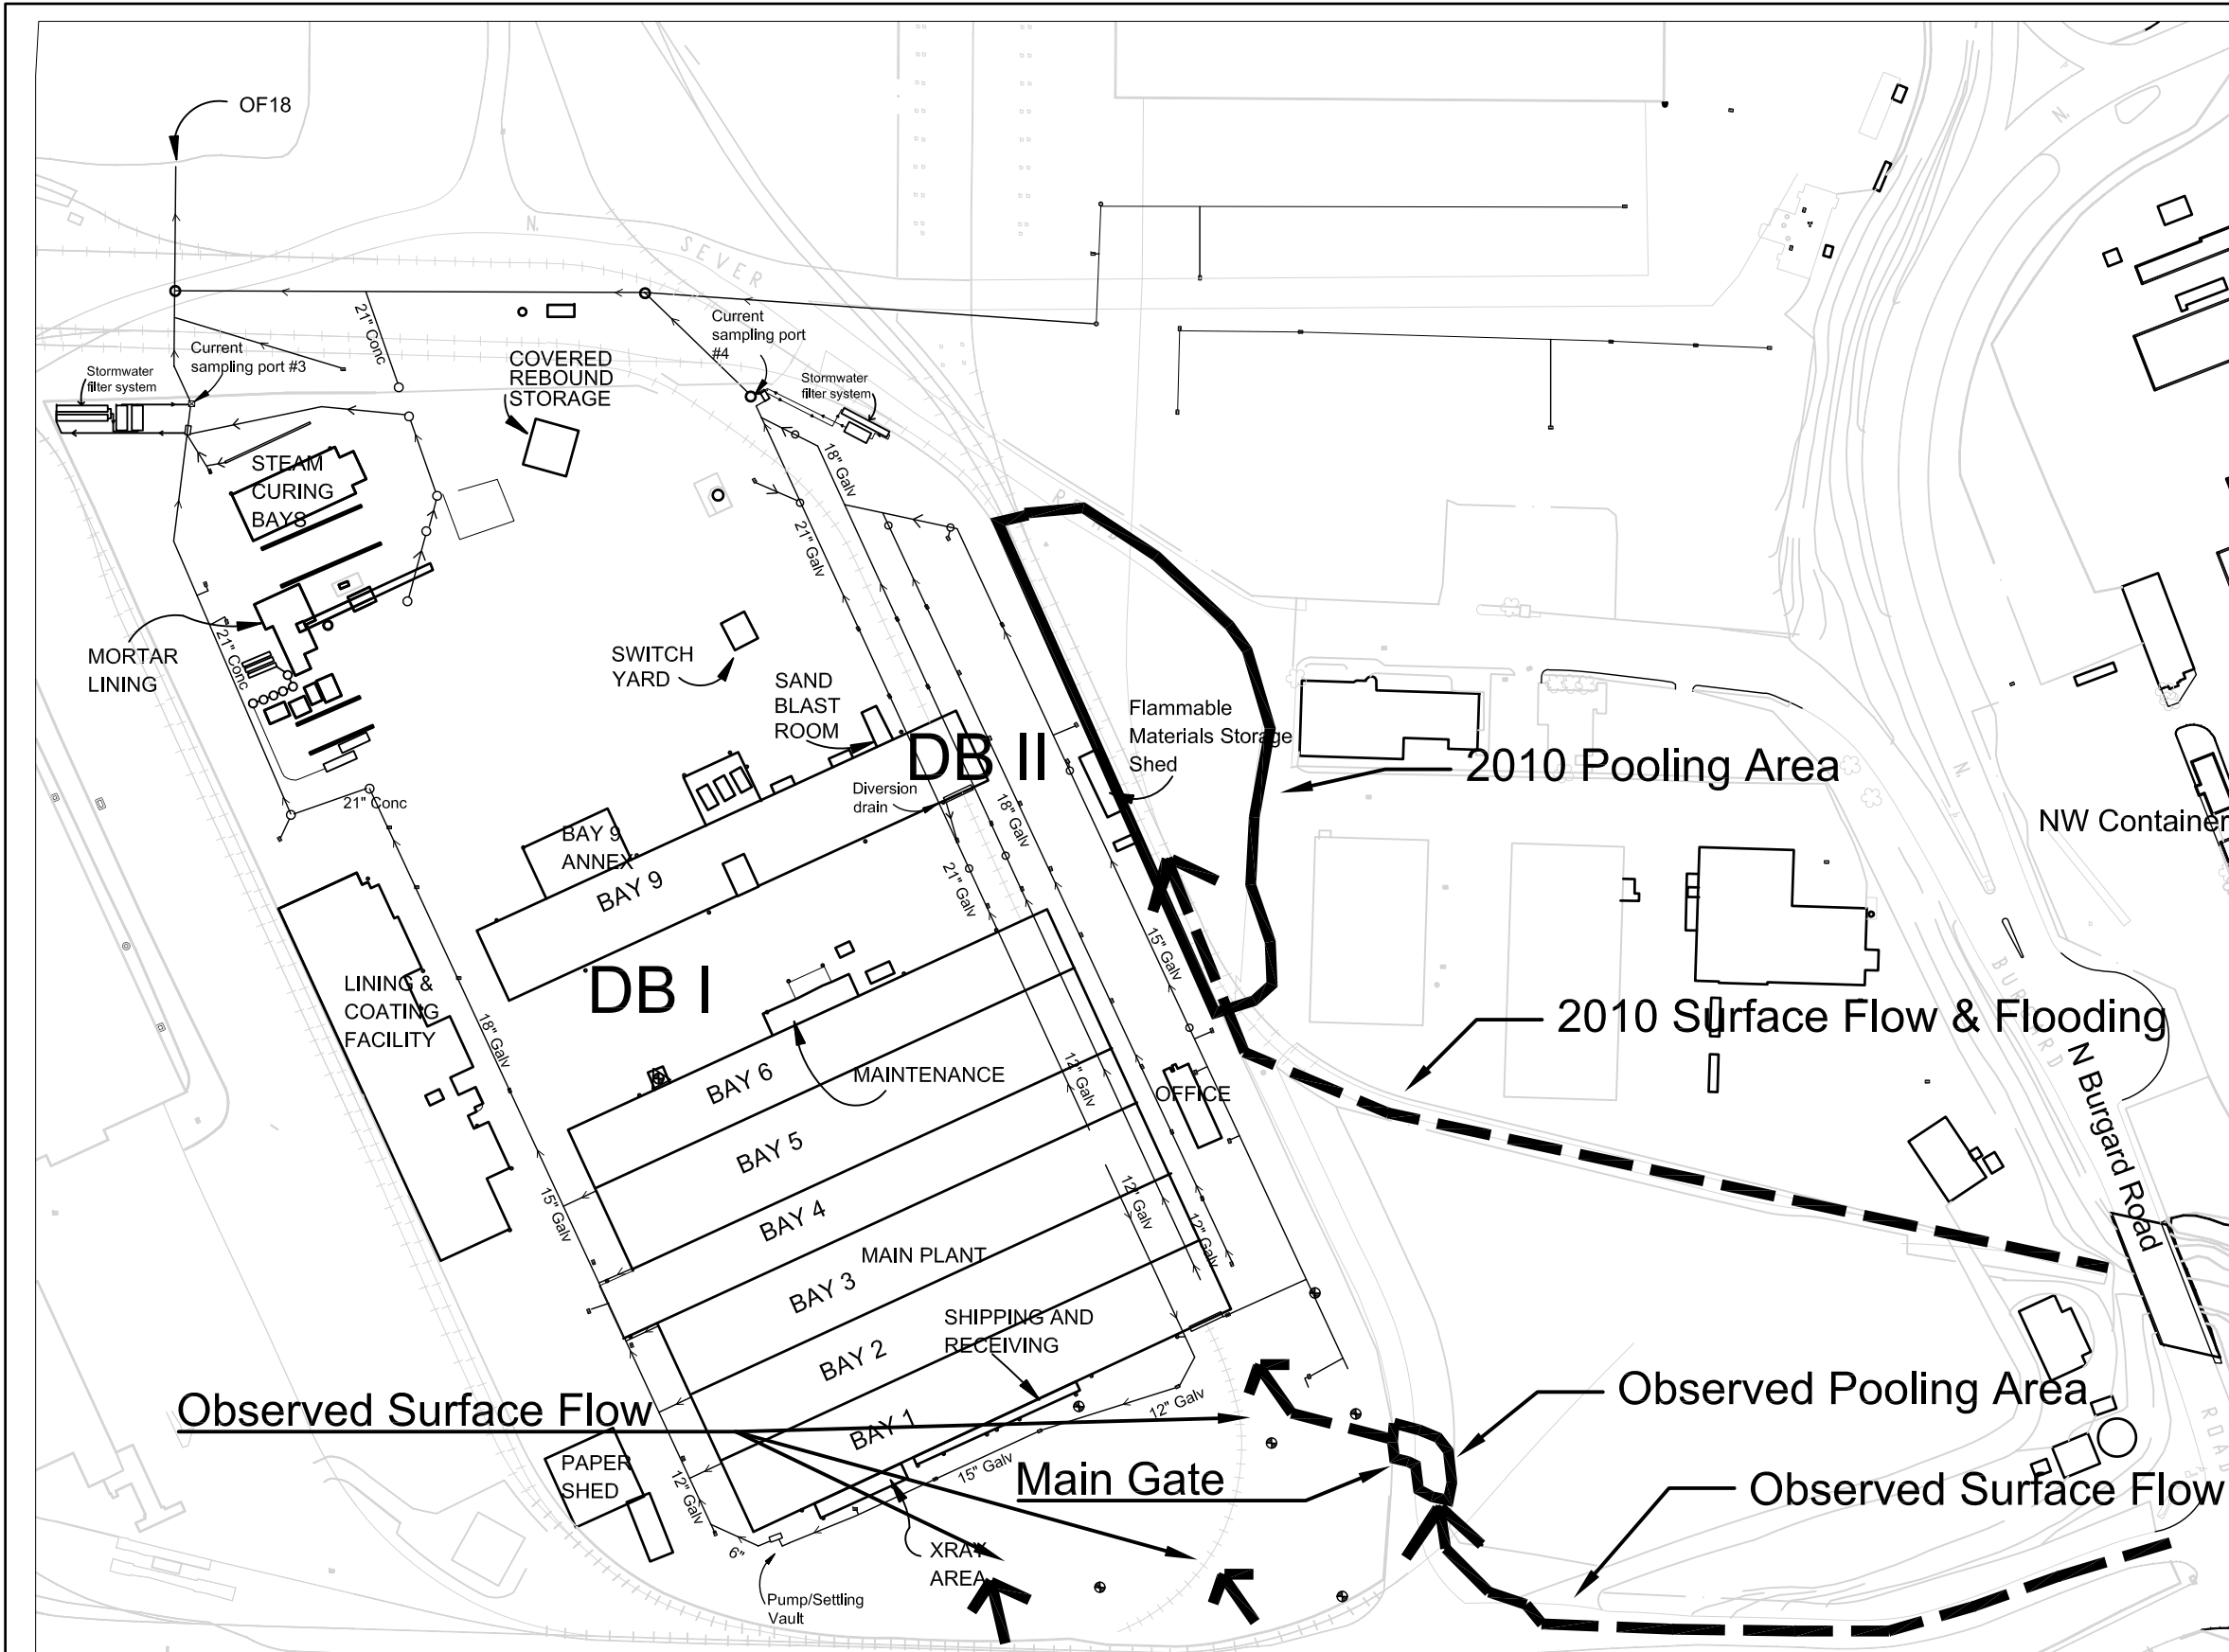 OF18
N.
SEVER
N.
21" Conc
Current
sampling port
#4
Current
sampling port #3
Stormwater
filter system
COVERED
REBOUND
STORAGE
Stormwater
filter system
18" Galv
STEAM
CURING
BAYS
21" Galv
MORTAR
LINING
21" Conc
SWITCH
YARD
SAND
BLAST
ROOM
DB II
Flammable
Materials Storage
Shed
2010 Pooling Area
N.
Diversion
drain
18" Galv
21" Conc
NW Container
BAY 9
ANNEX
BAY 9
21" Galv
15" Galv
LINING &
COATING
FACILITY
DB I
18" Galv
2010 Surface Flow & Flooding
BURGARD
N Burgard Road
BAY 6
MAINTENANCE
12" Galv
OFFICE
BAY 5
15" Galv
BAY 4
12" Galv
12" Galv
MAIN PLANT
BAY 3
SHIPPING AND
RECEIVING
BAY 2
Observed Surface Flow
12" Galv
Observed Pooling Area
BAY 1
ROAD
PAPER
SHED
12" Galv
15" Galv
Main Gate
Observed Surface Flow
6"
XRAY
AREA
Pump/Settling
Vault